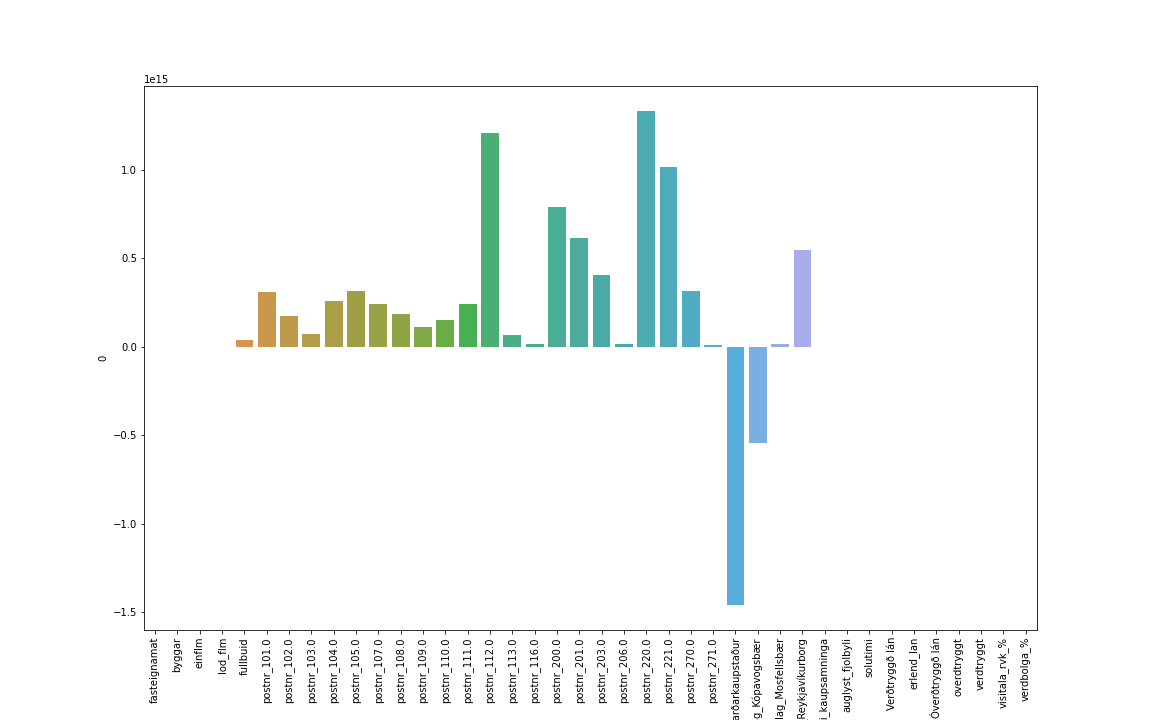 1e15
1.0
0.5
0.0
−0.5
−1.0
−1.5
0
fasteignamat
byggar
einflm
lod_flm
fullbuid
postnr_101.0
postnr_102.0
postnr_103.0
postnr_104.0
postnr_105.0
postnr_107.0
postnr_108.0
postnr_109.0
postnr_110.0
postnr_111.0
postnr_112.0
postnr_113.0
postnr_116.0
postnr_200.0
postnr_201.0
postnr_203.0
postnr_206.0
postnr_220.0
postnr_221.0
postnr_270.0
postnr_271.0
arðarkaupstaður
g_Kópavogsbær
lag_Mosfellsbær
Reykjavíkurborg
i_kaupsamninga
auglyst_fjolbyli
solutimi
Verðtryggð lán
erlend_lan
Óverðtryggð lán
overdtryggt
verdtryggt
visitala_rvk_%
verdbolga_%